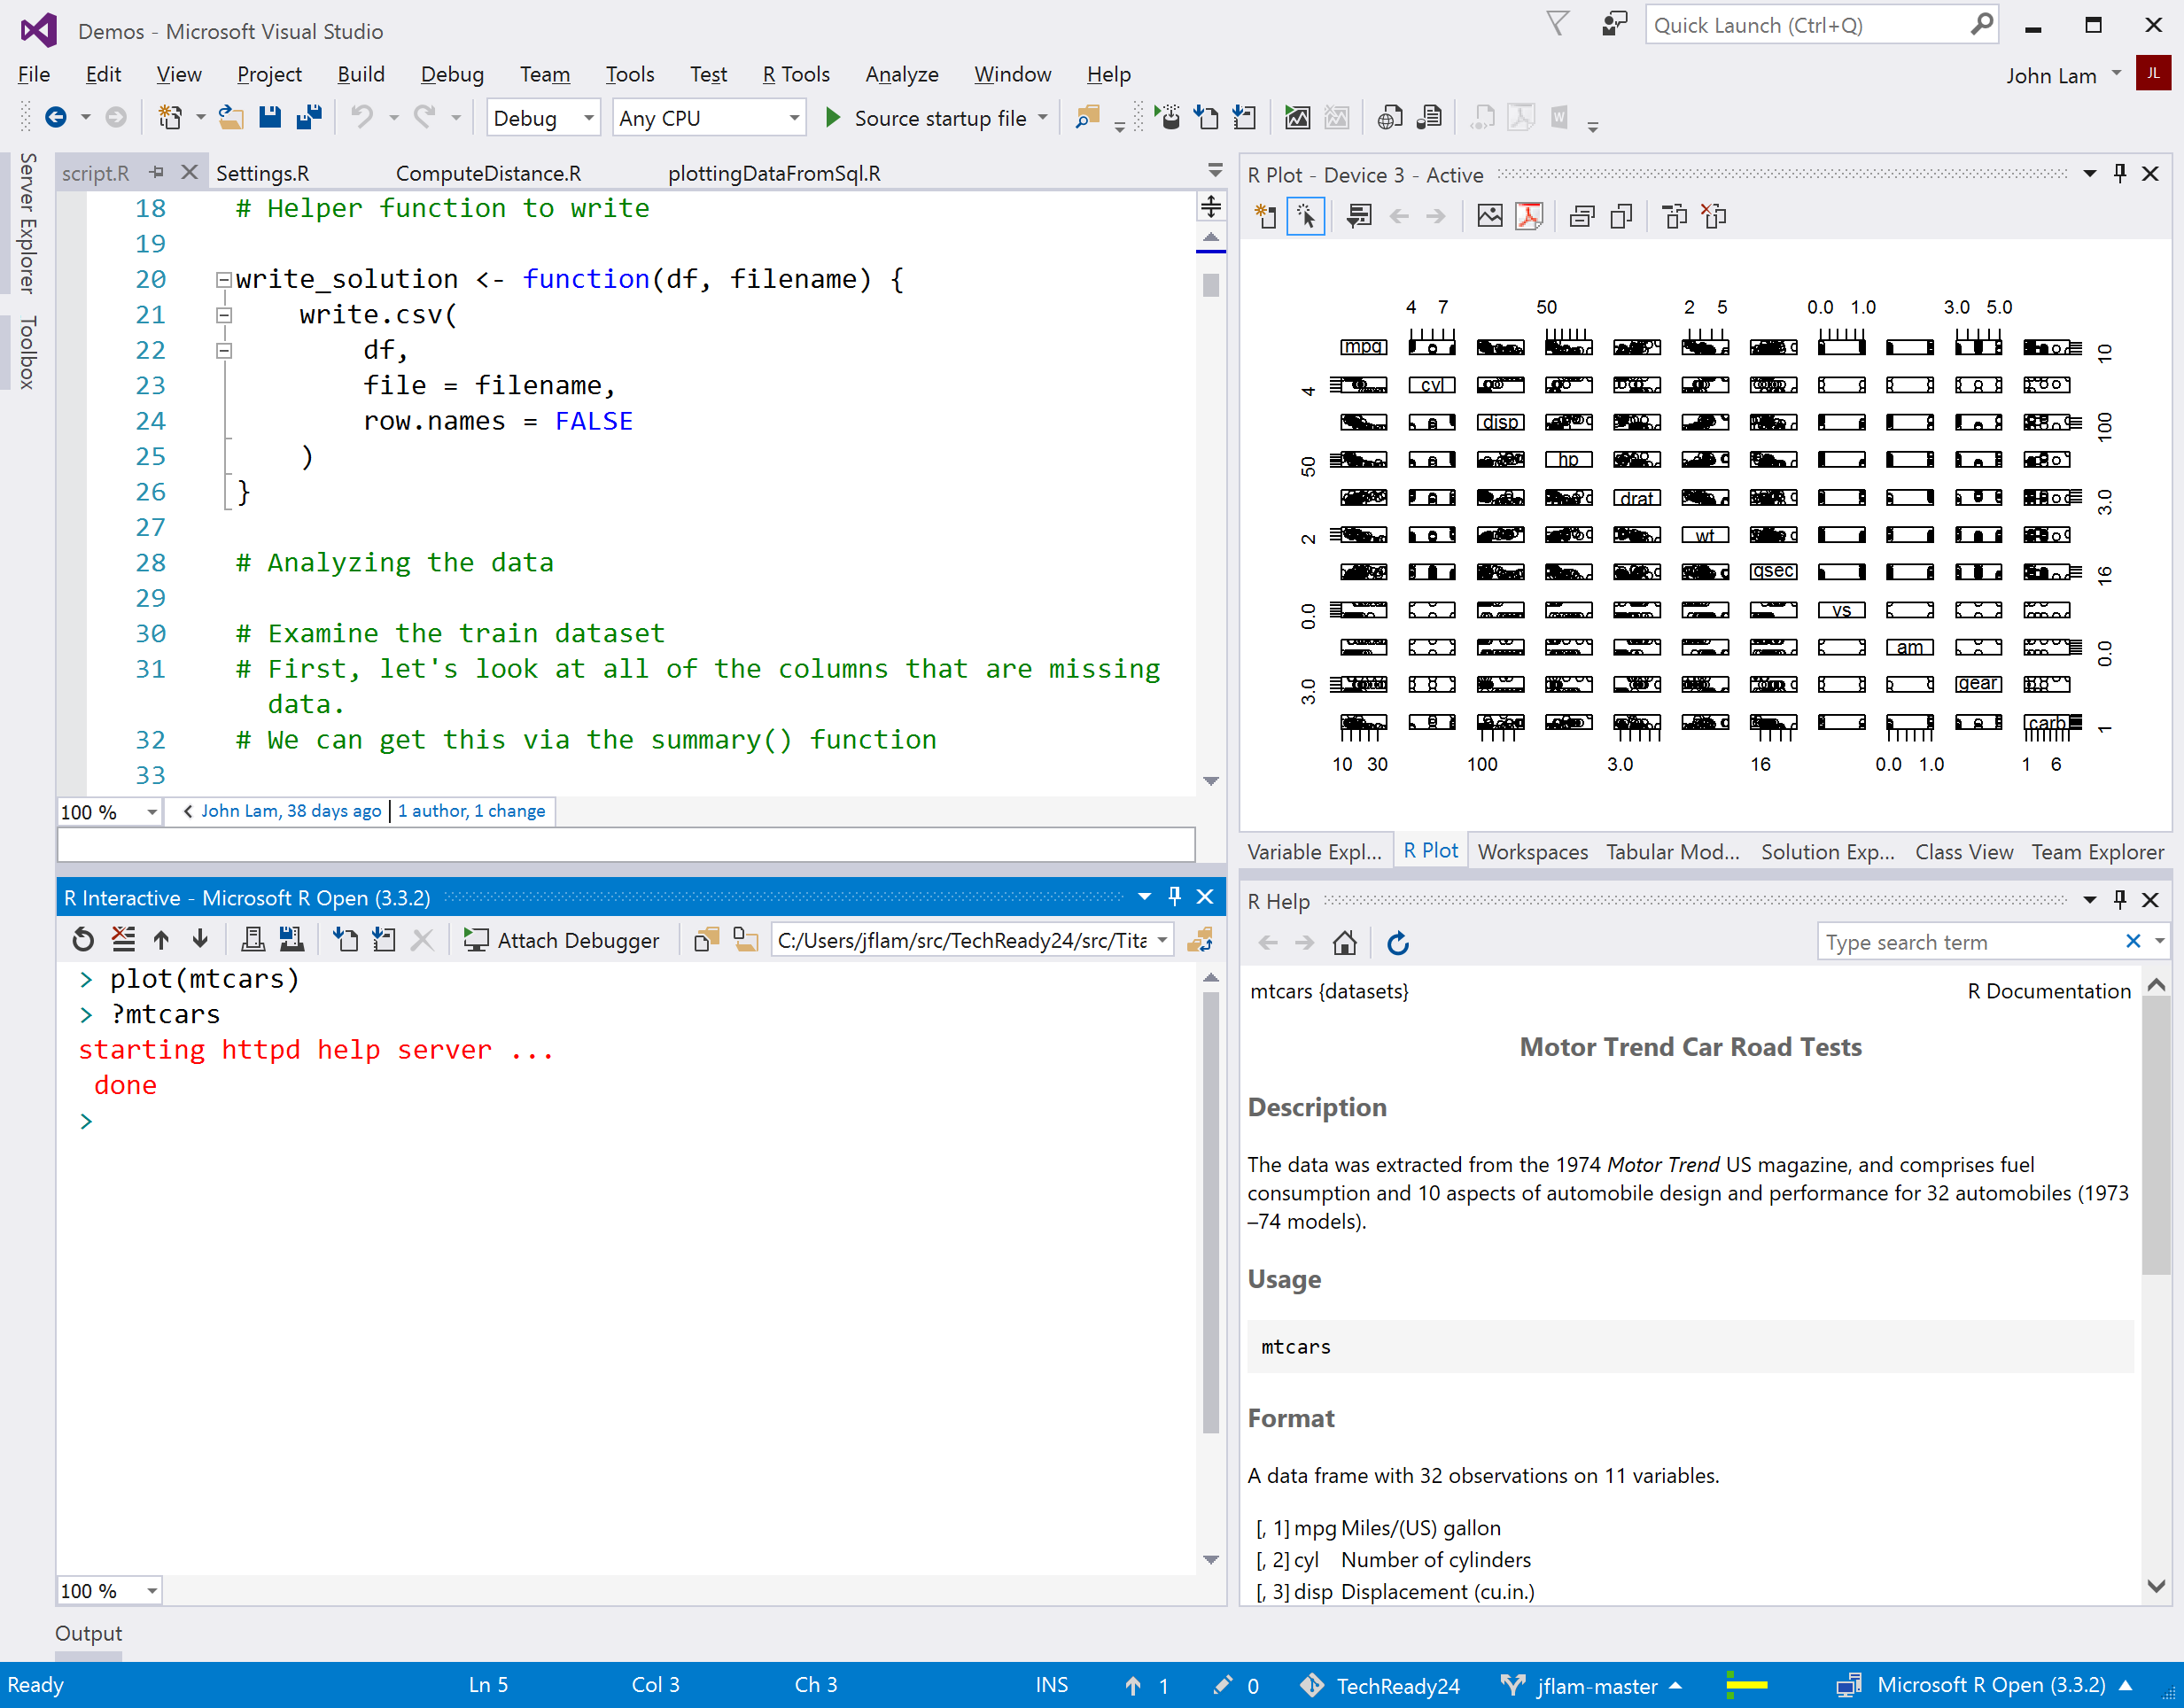 Demos - Microsoft Visual Studio
Quick Launch (Ctrl+Q)
File Edit View Project Build Debug Team Tools Test R Tools Analyze Window Help
John Lam JL
Debug Any CPU Source startup file
Server Explorer
Toolbox
script.R Settings.R ComputeDistance.R plottingDataFromSql.R
18 # Helper function to write
19
20 write_solution <- function(df, filename) {
21 write.csv(
22 df,
23 file = filename,
24 row.names = FALSE
25 )
26 }
27
28 # Analyzing the data
29
30 # Examine the train dataset
31 # First, let's look at all of the columns that are missing
data.
32 # We can get this via the summary() function
33
100 % John Lam, 38 days ago | 1 author, 1 change
R Interactive - Microsoft R Open (3.3.2)
Attach Debugger C:/Users/jflam/src/TechReady24/src/Tita
> plot(mtcars)
> ?mtcars
starting httpd help server ...
done
>
100 %
R Plot - Device 3 - Active
4 7 50 2 5 0.0 1.0 3.0 5.0
mpg 10
4 cyl
disp 100
50 hp
drat 3.0
2 wt
qsec 16
0.0 vs
am 0.0
3.0 gear
carb 1
10 30 100 3.0 16 0.0 1.0 1 6
Variable Expl... R Plot Workspaces Tabular Mod... Solution Exp... Class View Team Explorer
R Help
Type search term
mtcars {datasets} R Documentation
Motor Trend Car Road Tests
Description
The data was extracted from the 1974 Motor Trend US magazine, and comprises fuel
consumption and 10 aspects of automobile design and performance for 32 automobiles (1973
–74 models).
Usage
mtcars
Format
A data frame with 32 observations on 11 variables.
[, 1] mpg Miles/(US) gallon
[, 2] cyl Number of cylinders
[, 3] disp Displacement (cu.in.)
Output
Ready Ln 5 Col 3 Ch 3 INS 1 0 TechReady24 jflam-master Microsoft R Open (3.3.2)